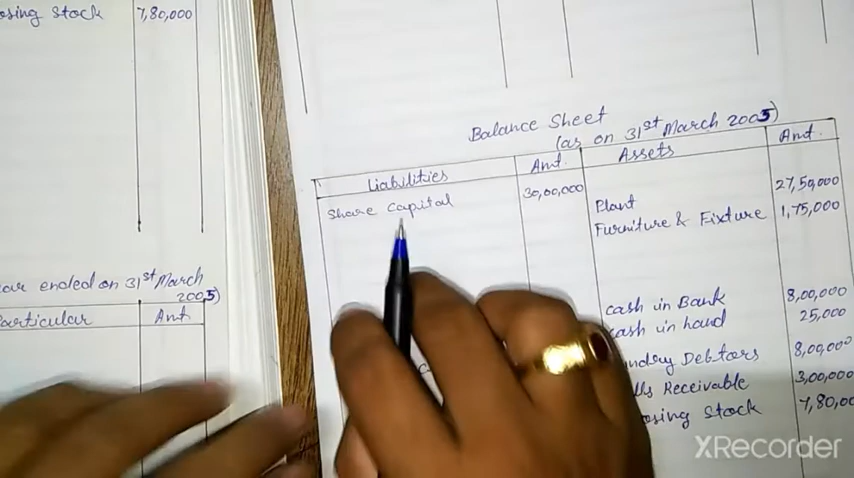 osing Stock 7,80,000
ear ended on 31st March
2005)
Particular Amt.
Balance Sheet
(as on 31st March 2005)
Liabilities Amt. Assets Amt.
Share Capital 30,00,000
Plant 27,50,000
Furniture & Fixture 1,75,000
Cash in Bank 8,00,000
cash in hand 25,000
ndry Debtors 8,00,000
lls Receivable 3,00,000
osing Stock 7,80,00
XRecorder